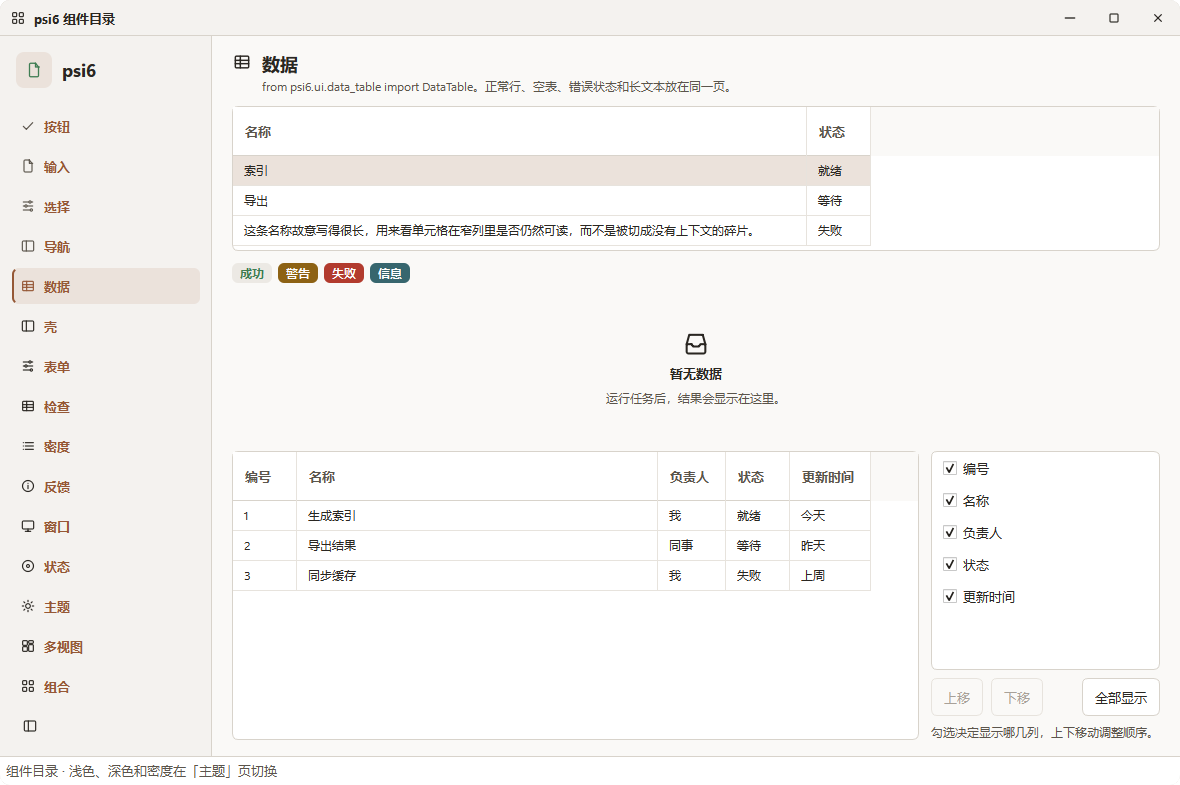 psi6 组件目录
psi6
按钮
输入
选择
导航
数据
壳
表单
检查
密度
反馈
窗口
状态
主题
多视图
组合
数据
from psi6.ui.data_table import DataTable。正常行、空表、错误状态和长文本放在同一页。
名称 状态
索引 就绪
导出 等待
这条名称故意写得很长，用来看单元格在窄列里是否仍然可读，而不是被切成没有上下文的碎片。 失败
成功 警告 失败 信息
暂无数据
运行任务后，结果会显示在这里。
编号 名称 负责人 状态 更新时间
1 生成索引 我 就绪 今天
2 导出结果 同事 等待 昨天
3 同步缓存 我 失败 上周
编号
名称
负责人
状态
更新时间
上移 下移 全部显示
勾选决定显示哪几列，上下移动调整顺序。
组件目录 · 浅色、深色和密度在「主题」页切换